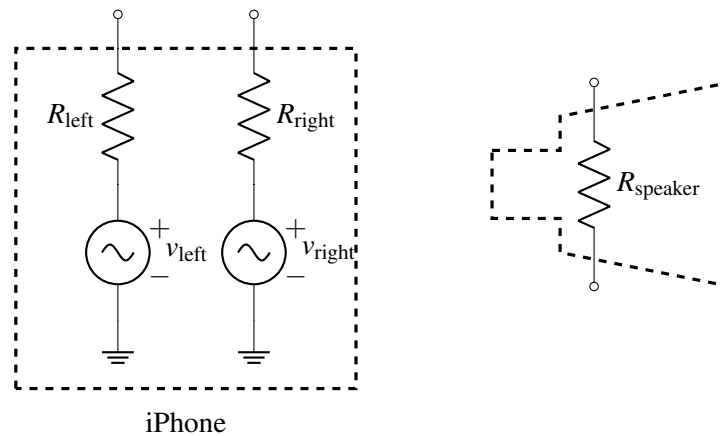 R_left
R_right
R_speaker
+
v_left
−
+
v_right
−
iPhone